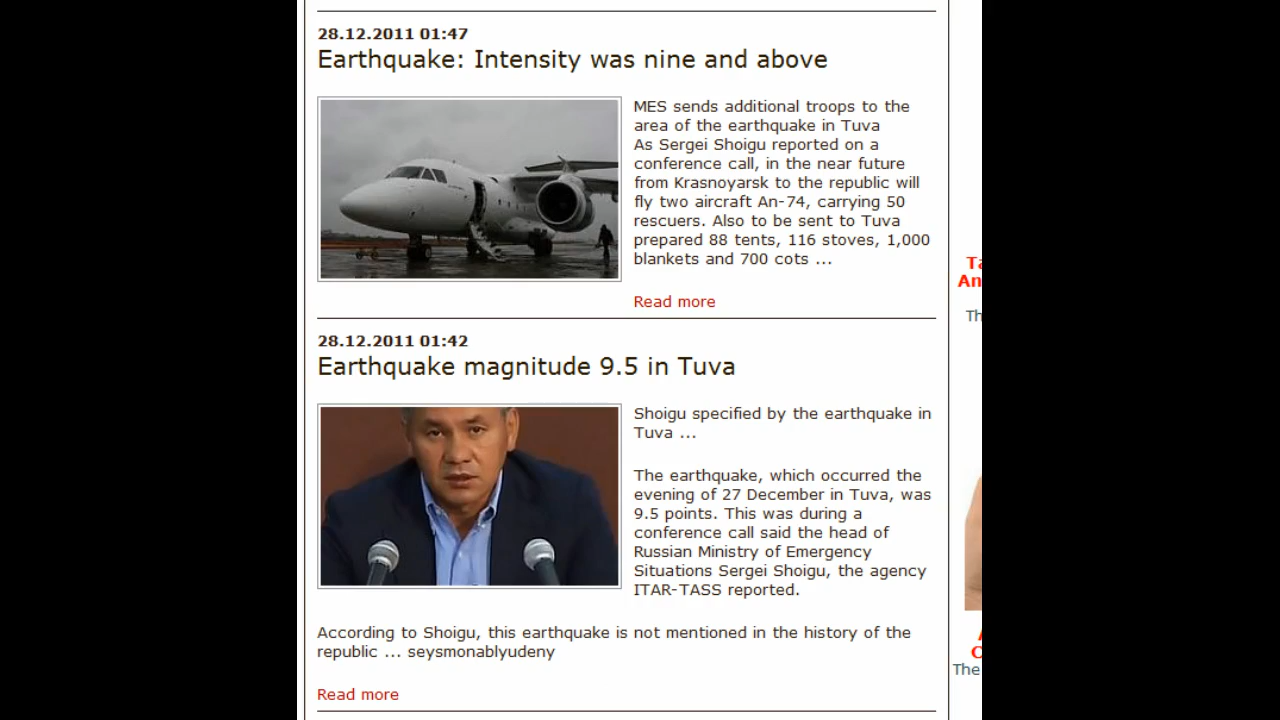 28.12.2011 01:47
Earthquake: Intensity was nine and above
MES sends additional troops to the
area of the earthquake in Tuva
As Sergei Shoigu reported on a
conference call, in the near future
from Krasnoyarsk to the republic will
fly two aircraft An-74, carrying 50
rescuers. Also to be sent to Tuva
prepared 88 tents, 116 stoves, 1,000
blankets and 700 cots ...
Read more
28.12.2011 01:42
Earthquake magnitude 9.5 in Tuva
Shoigu specified by the earthquake in
Tuva ...
The earthquake, which occurred the
evening of 27 December in Tuva, was
9.5 points. This was during a
conference call said the head of
Russian Ministry of Emergency
Situations Sergei Shoigu, the agency
ITAR-TASS reported.
According to Shoigu, this earthquake is not mentioned in the history of the
republic ... seysmonablyudeny
Read more
The